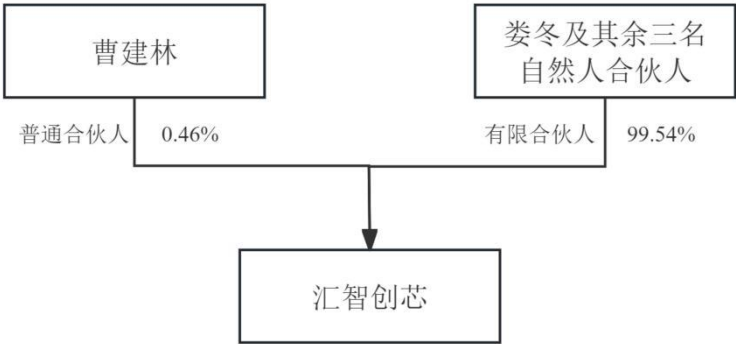 曹建林
娄冬及其余三名
自然人合伙人
普通合伙人 0.46%
有限合伙人 99.54%
汇智创芯